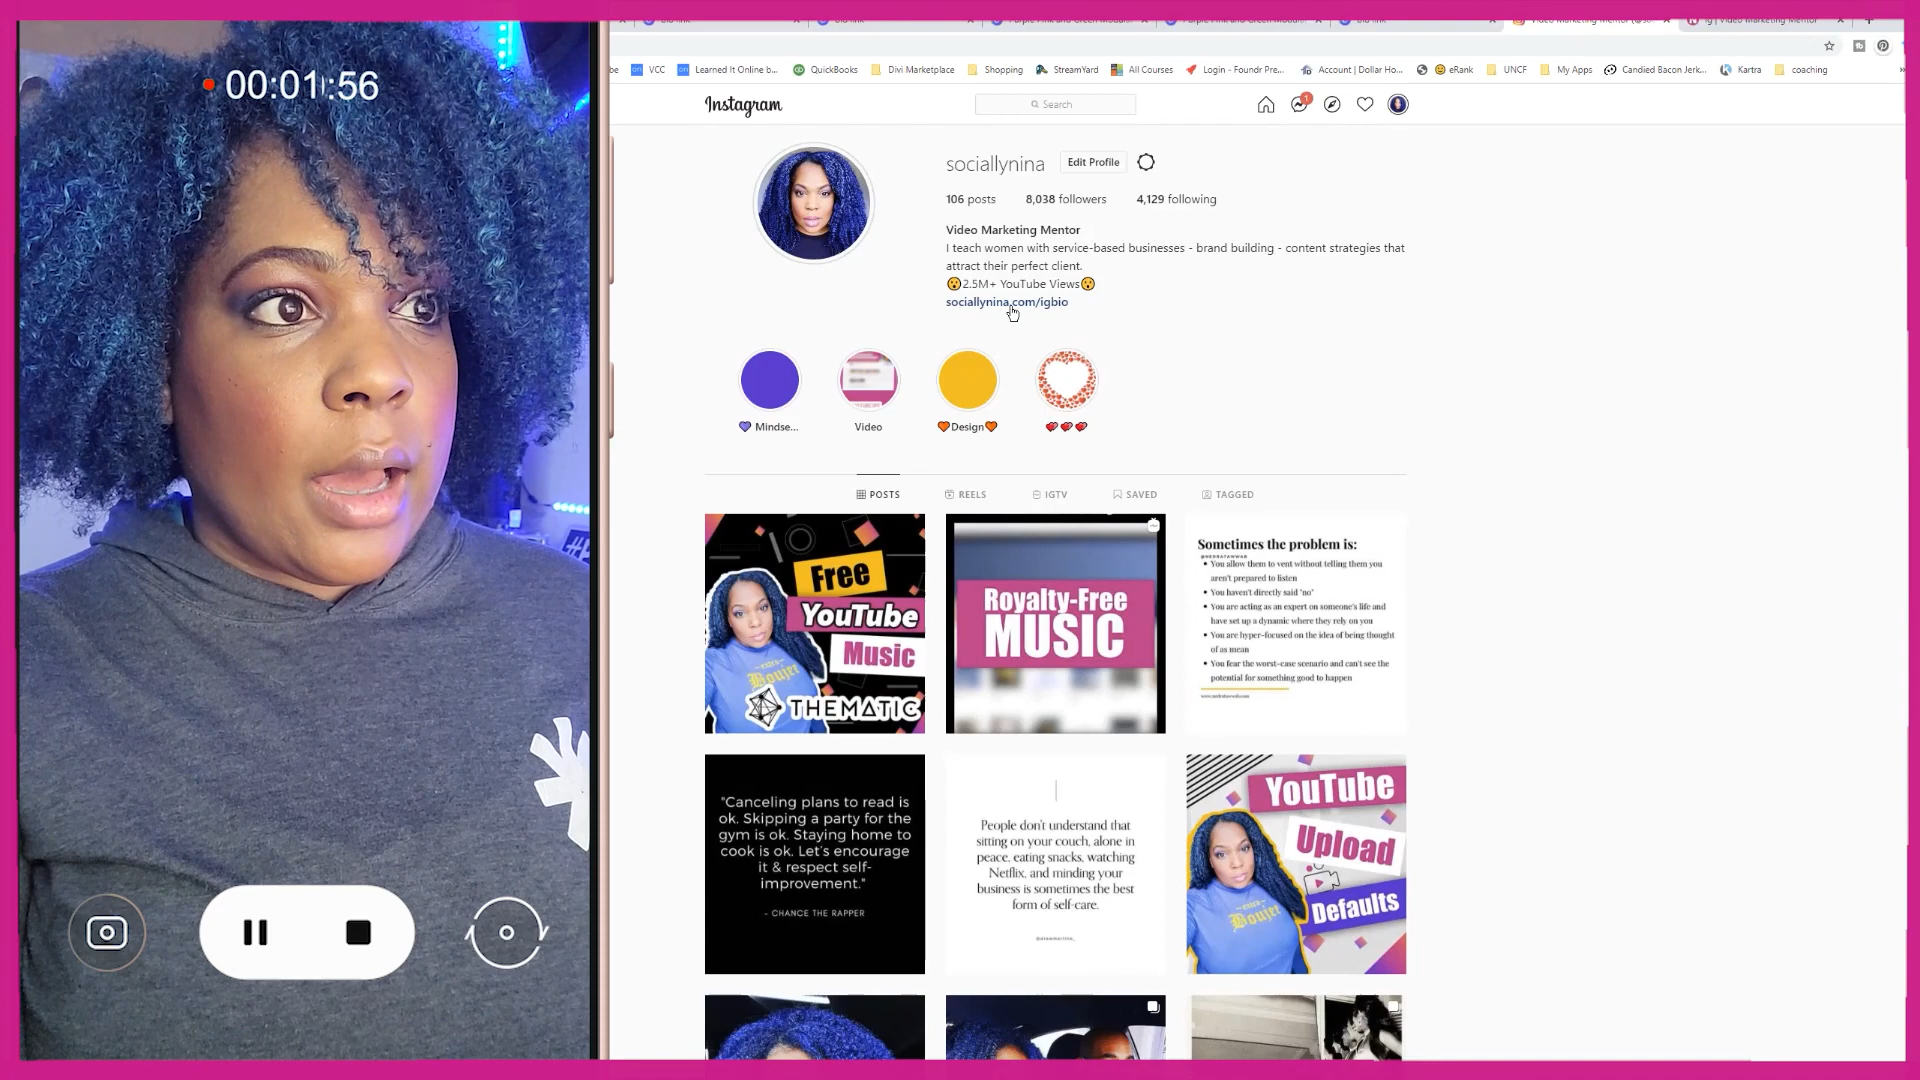 00:01:56
VCC
Learned It Online b...
QuickBooks
Divi Marketplace
Shopping
StreamYard
All Courses
Login - Foundr Pre...
Account | Dollar Ho...
eRank
UNCF
My Apps
Candied Bacon Jerk...
Kartra
coaching
Instagram
Search
1
sociallynina
Edit Profile
106 posts
8,038 followers
4,129 following
Video Marketing Mentor
I teach women with service-based businesses - brand building - content strategies that
attract their perfect client.
😮2.5M+ YouTube Views😮
sociallynina.com/igbio
💜 Mindse...
Video
🧡Design🧡
POSTS
REELS
IGTV
SAVED
TAGGED
Free
YouTube
Music
Boujee
THEMATIC
Royalty-Free
MUSIC
Sometimes the problem is:
@NEDRATAWWAB
• You allow them to vent without telling them you
aren't prepared to listen
• You haven't directly said "no"
• You are acting as an expert on someone's life and
have set up a dynamic where they rely on you
• You are hyper-focused on the idea of being thought
of as mean
• You fear the worst-case scenario and can't see the
potential for something good to happen
www.nedratawwab.com
"Canceling plans to read is
ok. Skipping a party for the
gym is ok. Staying home to
cook is ok. Let's encourage
it & respect self-
improvement."
- CHANCE THE RAPPER
People don't understand that
sitting on your couch, alone in
peace, eating snacks, watching
Netflix, and minding your
business is sometimes the best
form of self-care.
YouTube
Upload
Defaults
Boujee